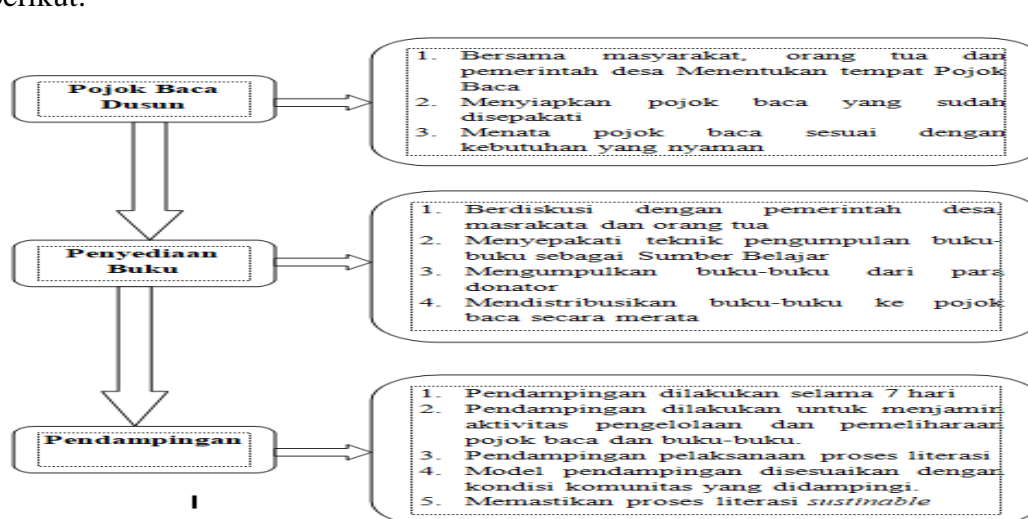 berikut:
Pojok Baca
Dusun
1. Bersama masyarakat, orang tua dan
pemerintah desa Menentukan tempat Pojok
Baca
2. Menyiapkan pojok baca yang sudah
disepakati
3. Menata pojok baca sesuai dengan
kebutuhan yang nyaman
Penyediaan
Buku
1. Berdiskusi dengan pemerintah desa,
masrakata dan orang tua
2. Menyepakati teknik pengumpulan buku-
buku sebagai Sumber Belajar
3. Mengumpulkan buku-buku dari para
donator
4. Mendistribusikan buku-buku ke pojok
baca secara merata
Pendampingan
1. Pendampingan dilakukan selama 7 hari
2. Pendampingan dilakukan untuk menjamin
aktivitas pengelolaan dan pemeliharaan
pojok baca dan buku-buku.
3. Pendampingan pelaksanaan proses literasi
4. Model pendampingan disesuaikan dengan
kondisi komunitas yang didampingi.
5. Memastikan proses literasi sustinable